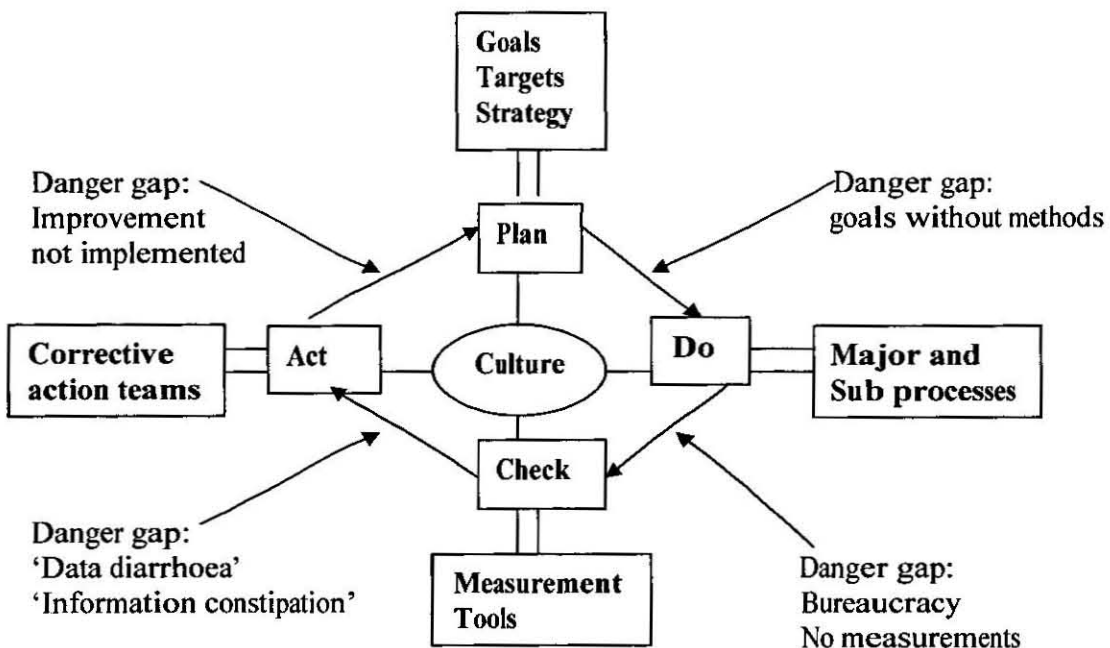 Goals
Targets
Strategy
Danger gap:
Improvement
not implemented
Danger gap:
goals without methods
Plan
Corrective
action teams
Act
Culture
Do
Major and
Sub processes
Check
Danger gap:
‘Data diarrhoea’
‘Information constipation’
Measurement
Tools
Danger gap:
Bureaucracy
No measurements